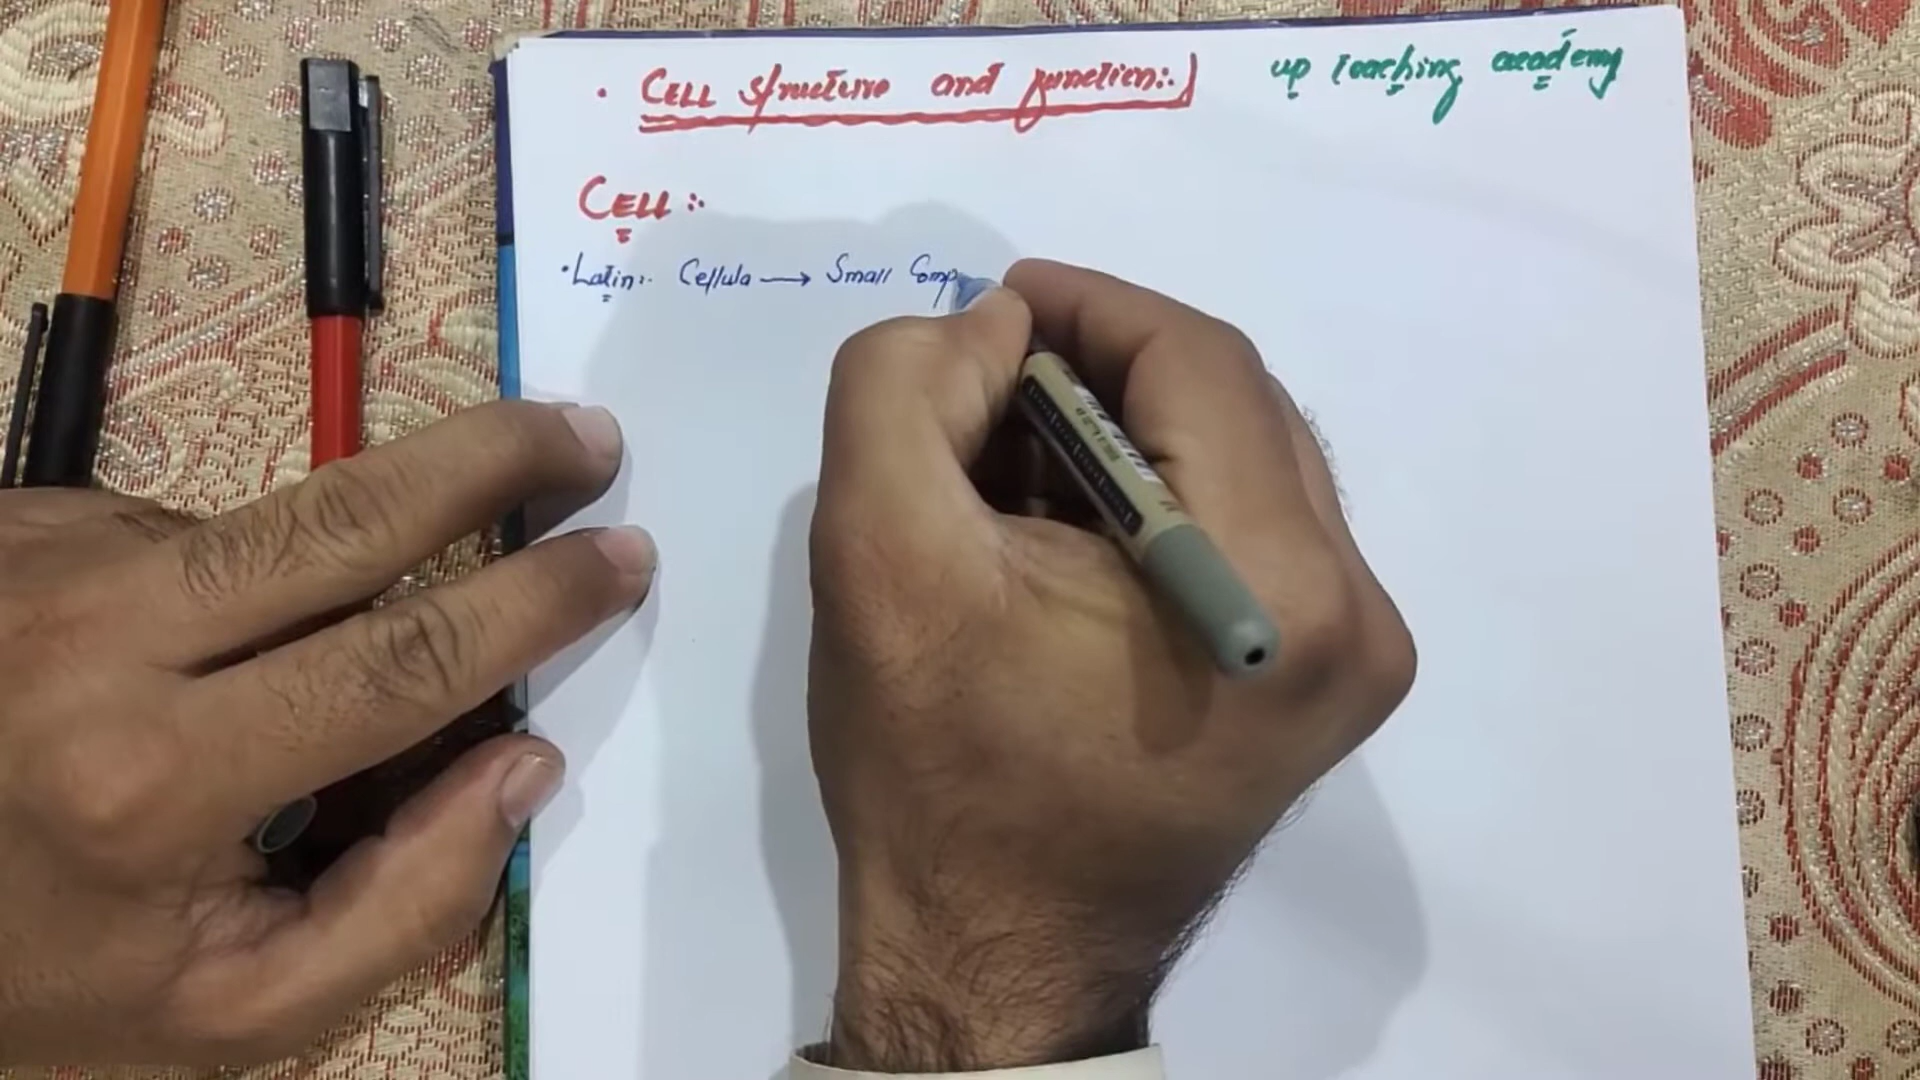 • CELL structure and function:.
up teaching academy
CELL :.
• Latin:. Cellula → Small Comp